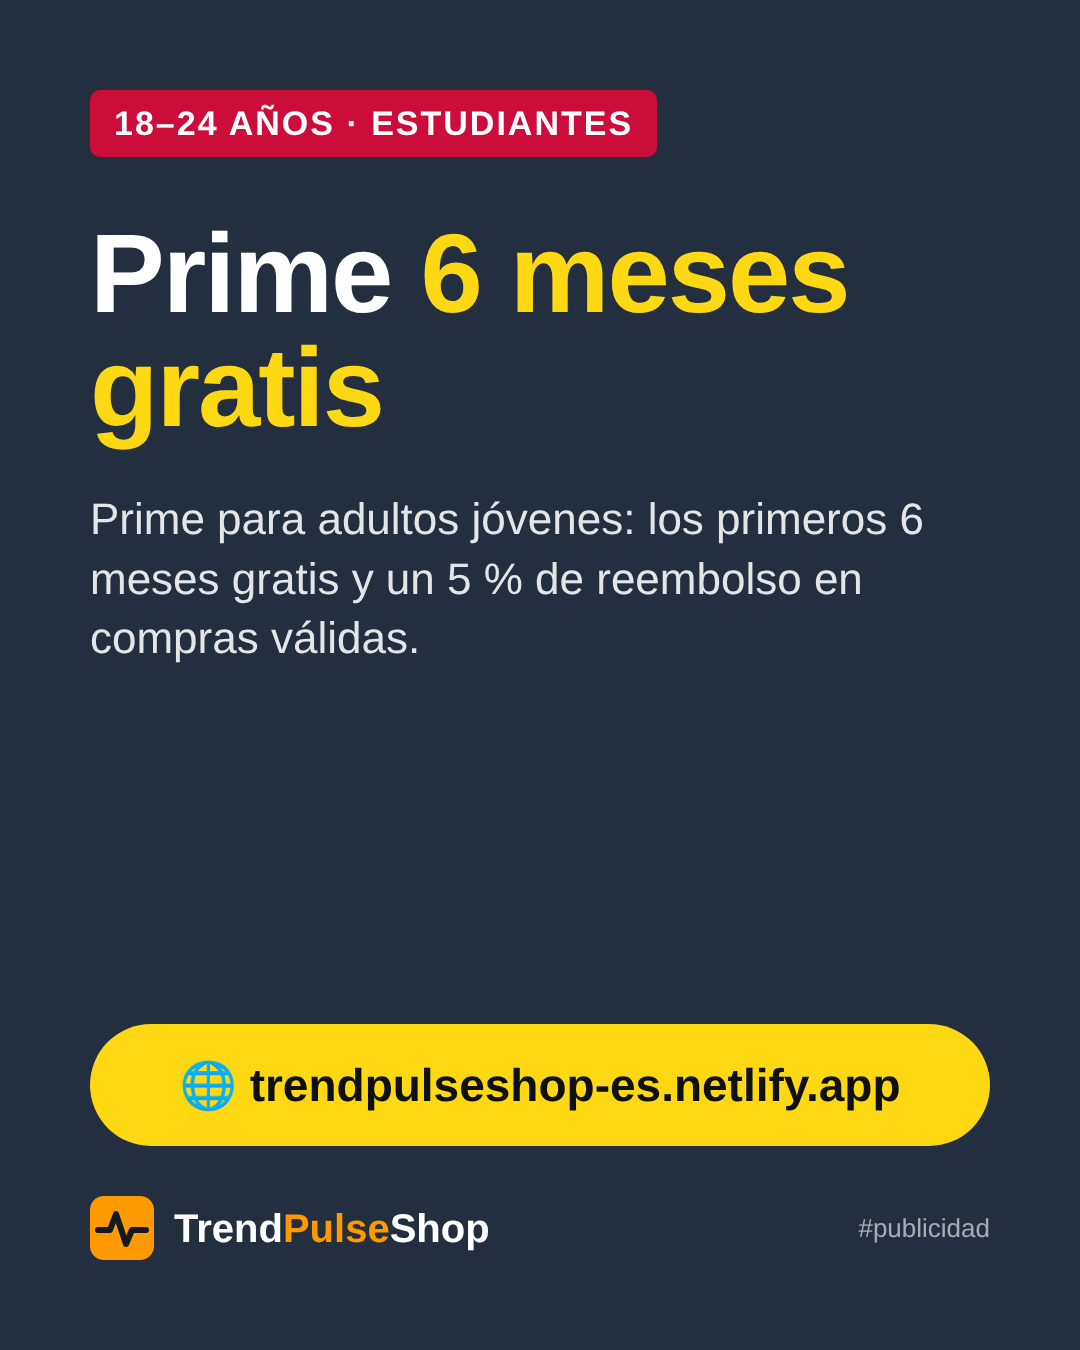 18–24 AÑOS · ESTUDIANTES
Prime 6 meses
gratis
Prime para adultos jóvenes: los primeros 6
meses gratis y un 5 % de reembolso en
compras válidas.
🌐 trendpulseshop-es.netlify.app
TrendPulseShop
#publicidad